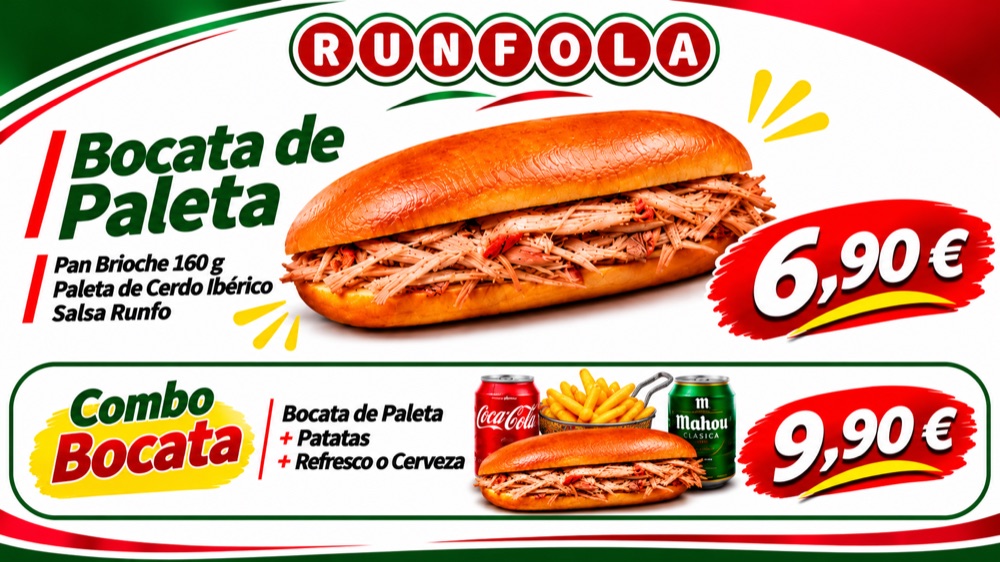 RUNFOLA
Bocata de
Paleta
Pan Brioche 160 g
Paleta de Cerdo Ibérico
Salsa Runfo
6,90 €
Combo
Bocata
Bocata de Paleta
+ Patatas
+ Refresco o Cerveza
Coca-Cola
m
Mahou
CLASICA
9,90 €